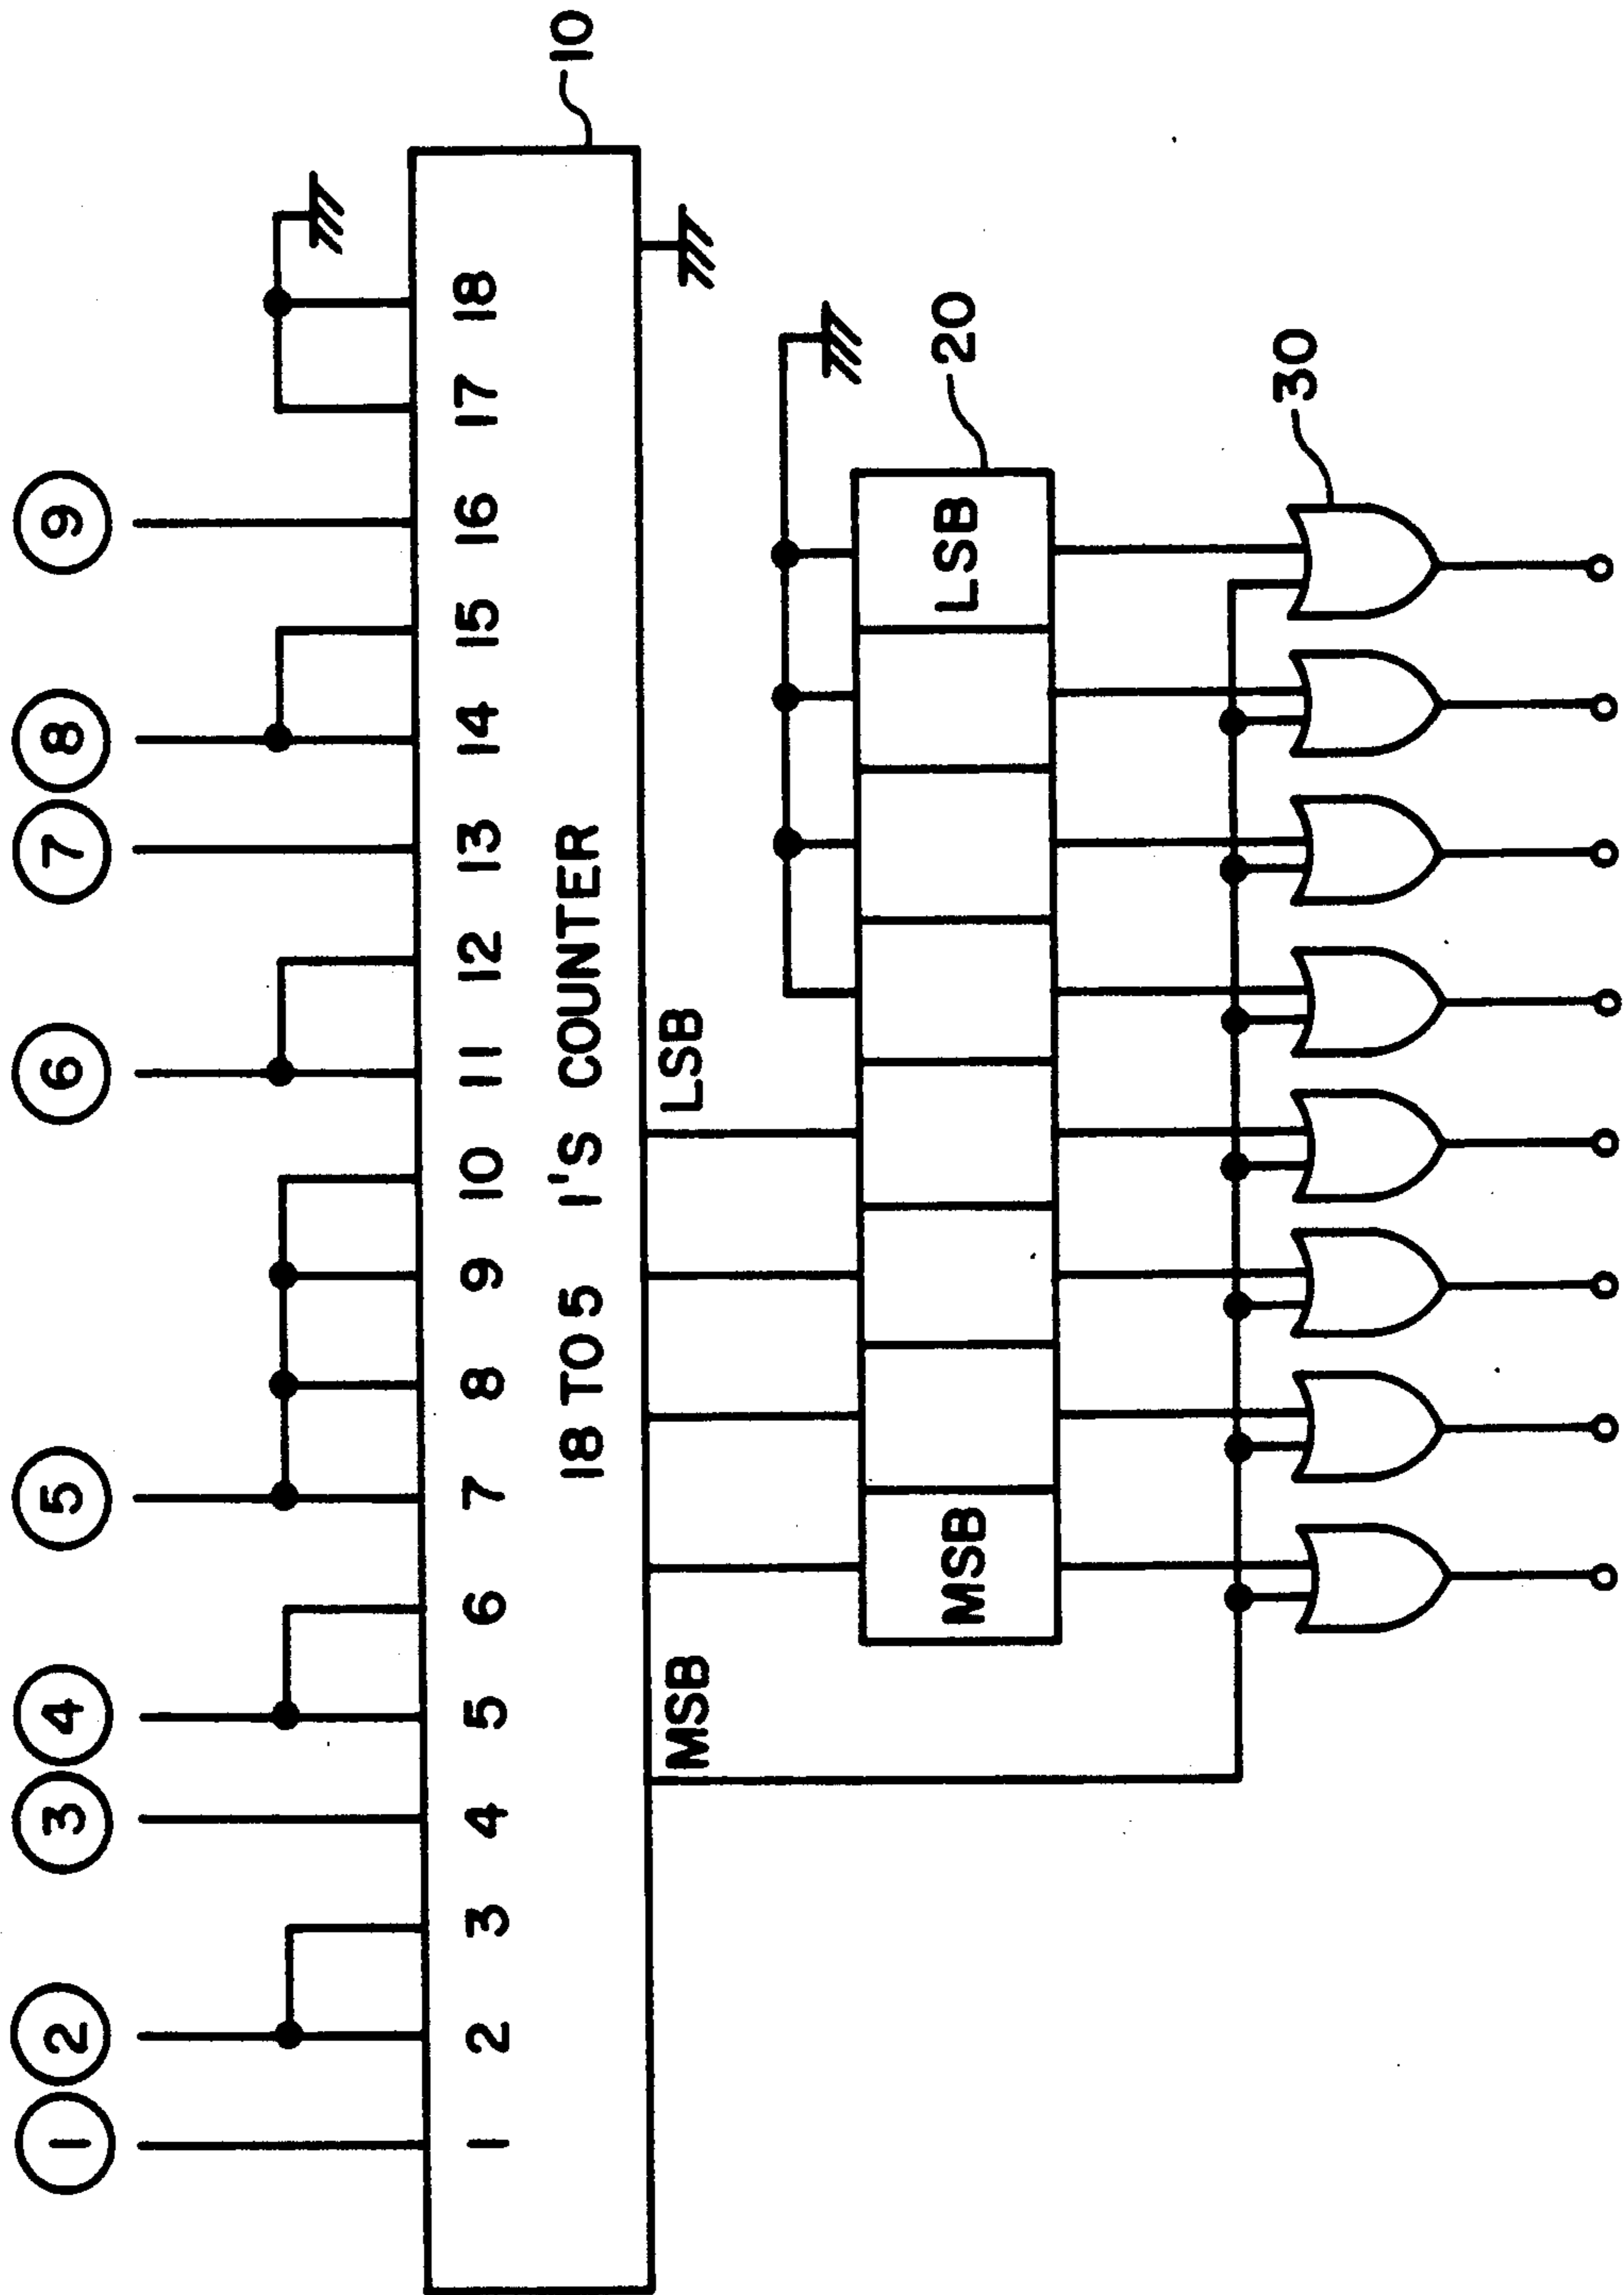 ① ② ③ ④ ⑤ ⑥ ⑦ ⑧ ⑨
1 2 3 4 5 6 7 8 9 10 11 12 13 14 15 16 17 18
18 TO 5 1'S COUNTER
10
MSB LSB
MSB LSB
20
30